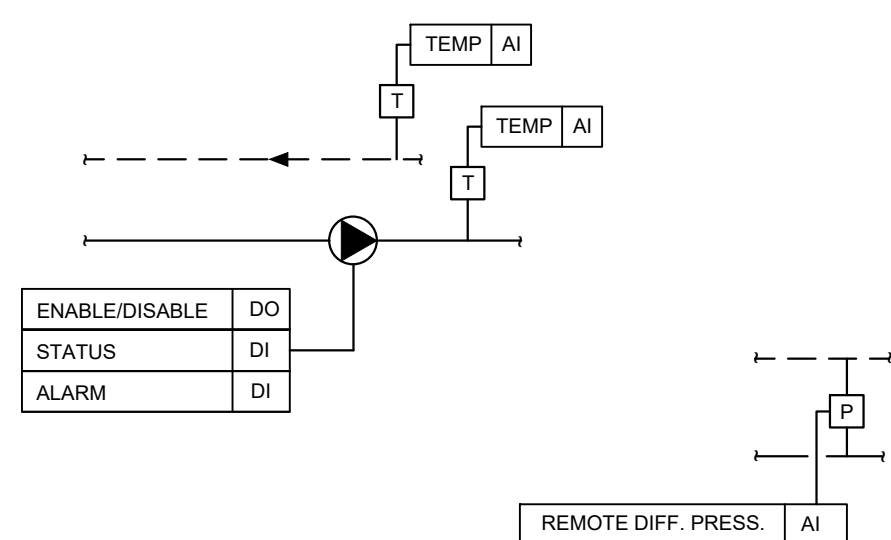 TEMP AI
T
TEMP AI
T
ENABLE/DISABLE DO
STATUS DI
ALARM DI
P
REMOTE DIFF. PRESS. AI